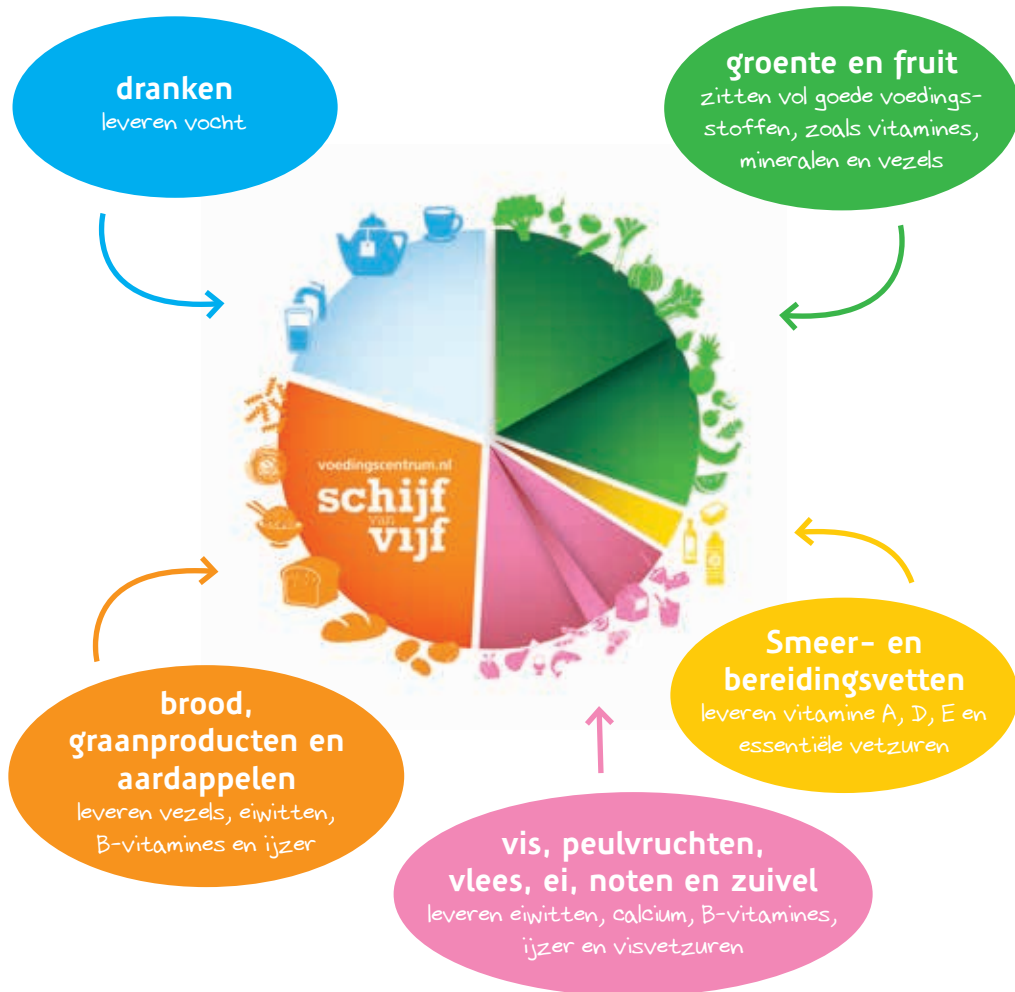 dranken
leveren vocht
groente en fruit
zitten vol goede voedings-
stoffen, zoals vitamines,
mineralen en vezels
voedingscentrum.nl
schijf
van
vijf
Smeer- en
bereidingsvetten
leveren vitamine A, D, E en
essentiële vetzuren
brood,
graanproducten en
aardappelen
leveren vezels, eiwitten,
B-vitamines en ijzer
vis, peulvruchten,
vlees, ei, noten en zuivel
leveren eiwitten, calcium, B-vitamines,
ijzer en visvetzuren